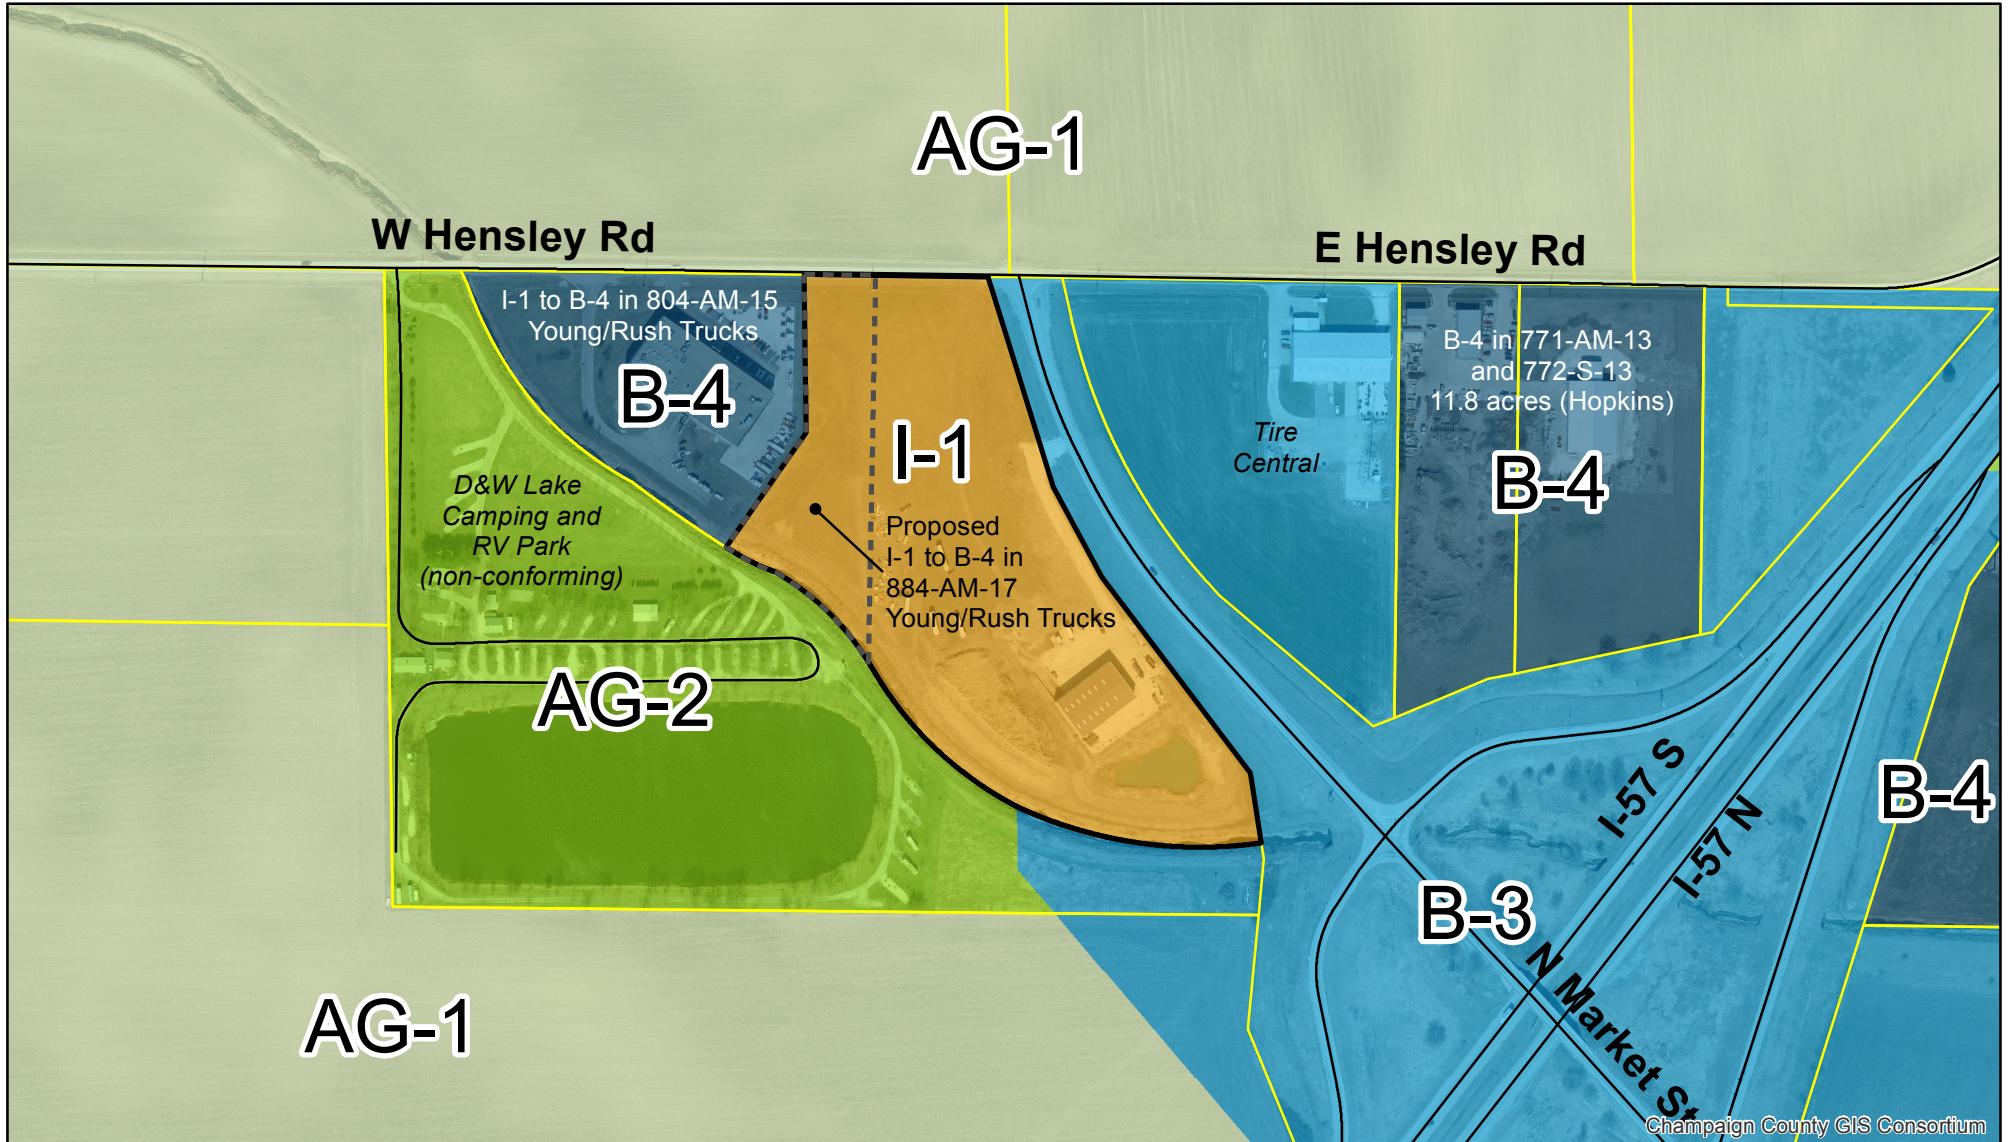 AG-1
W Hensley Rd
E Hensley Rd
I-1 to B-4 in 804-AM-15
Young/Rush Trucks
B-4
I-1
Proposed
I-1 to B-4 in
884-AM-17
Young/Rush Trucks
Tire
Central
B-4 in 771-AM-13
and 772-S-13
11.8 acres (Hopkins)
B-4
D&W Lake
Camping and
RV Park
(non-conforming)
AG-2
I-57 S
I-57 N
B-4
B-3
N Market St
AG-1
Champaign County GIS Consortium